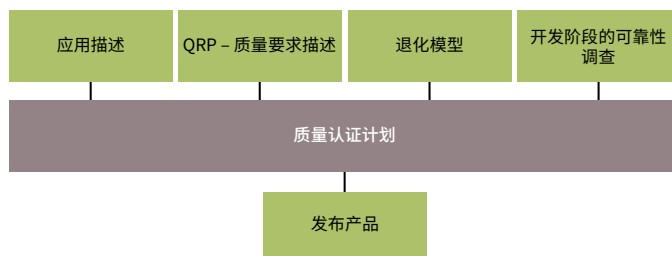 应用描述
QRP – 质量要求描述
退化模型
开发阶段的可靠性
调查
质量认证计划
发布产品